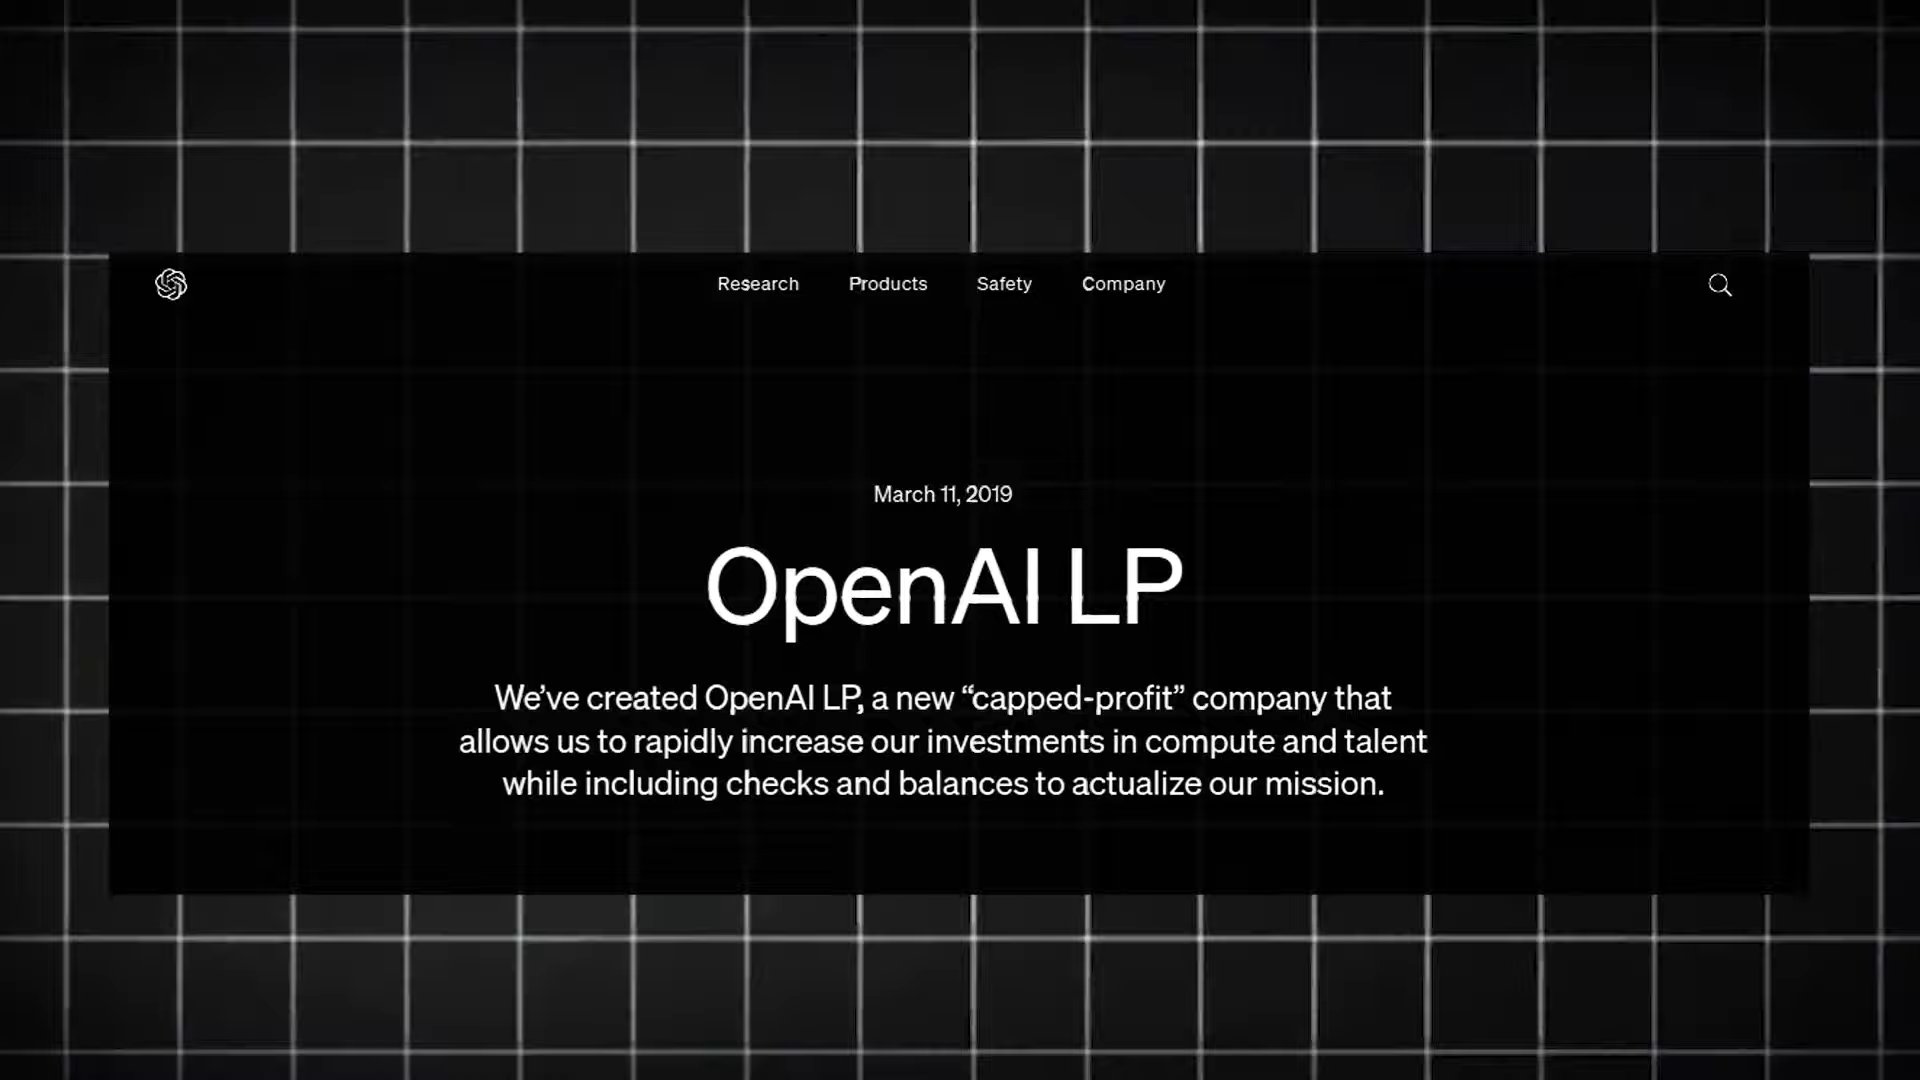 Research Products Safety Company
March 11, 2019
OpenAI LP
We’ve created OpenAI LP, a new “capped-profit” company that
allows us to rapidly increase our investments in compute and talent
while including checks and balances to actualize our mission.